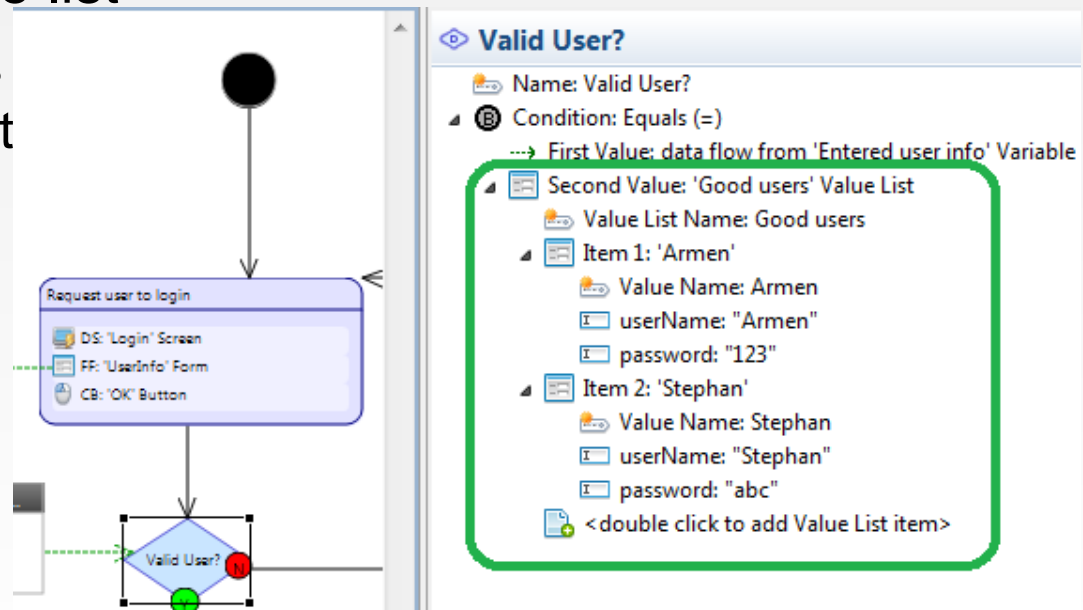 list
t
Request user to login
DS: "Login" Screen
FF: "UserInfo" Form
CB: "OK" Button
Valid User?
N
Y
Valid User?
Name: Valid User?
B Condition: Equals (=)
First Value: data flow from 'Entered user info' Variable
Second Value: 'Good users' Value List
Value List Name: Good users
Item 1: 'Armen'
Value Name: Armen
userName: "Armen"
password: "123"
Item 2: 'Stephan'
Value Name: Stephan
userName: "Stephan"
password: "abc"
<double click to add Value List item>